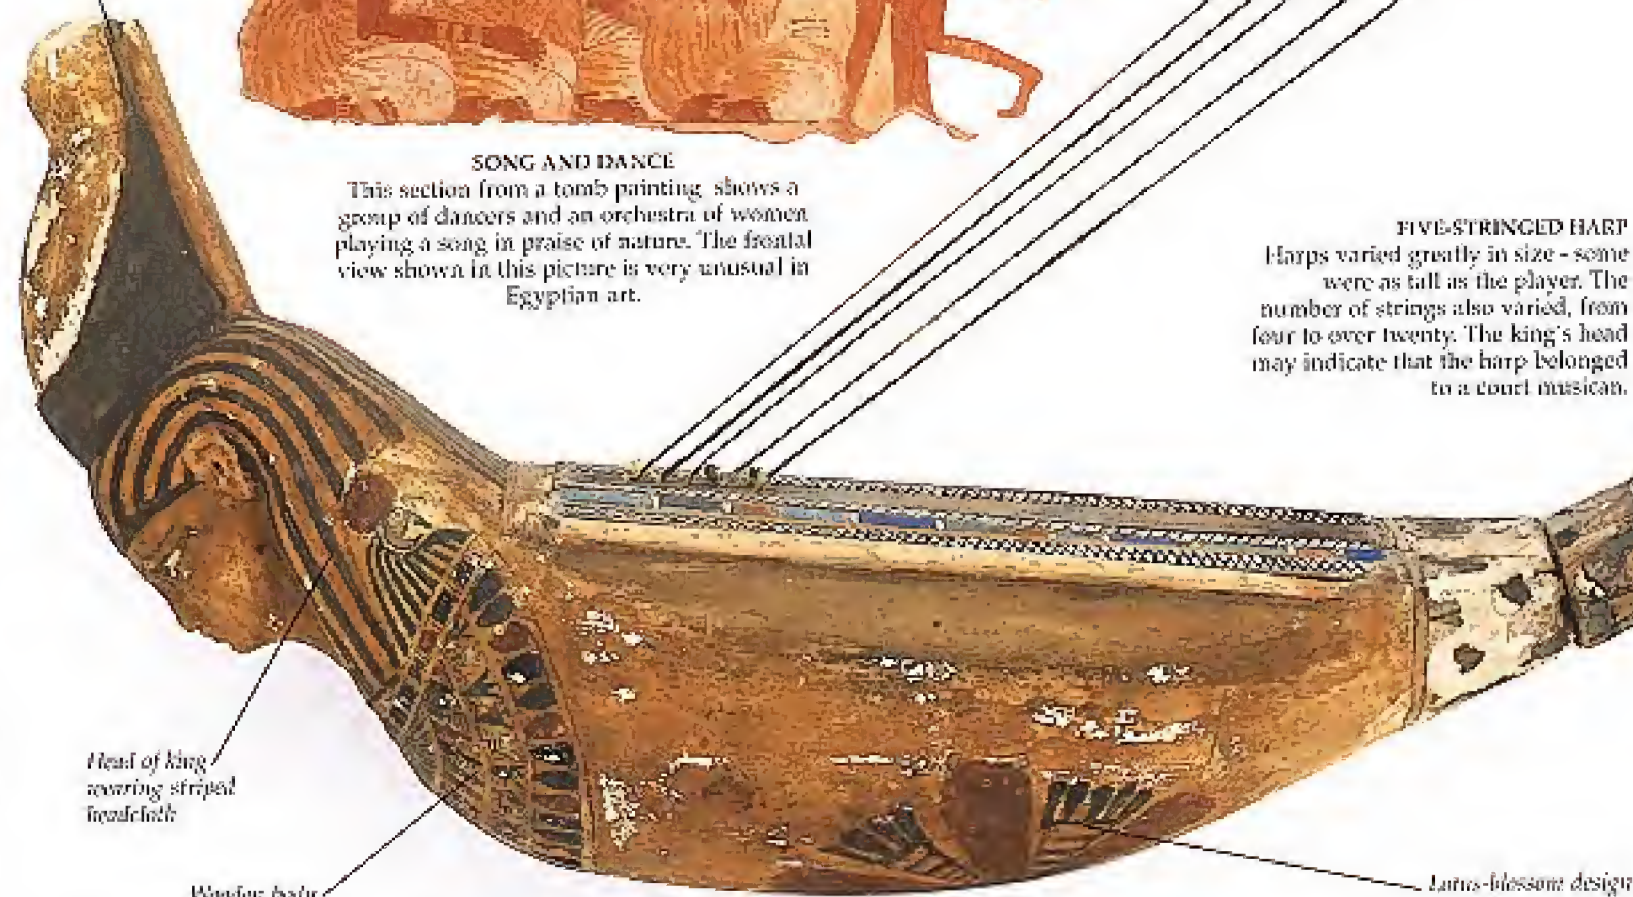 SONG AND DANCE
This section from a tomb painting shows a
group of dancers and an orchestra of women
playing a song in praise of nature. The frontal
view shown in this picture is very unusual in
Egyptian art.
FIVE-STRINGED HARP
Harps varied greatly in size - some
were as tall as the player. The
number of strings also varied, from
four to over twenty. The king's head
may indicate that the harp belonged
to a court musican.
Head of king
wearing striped
headcloth
Wooden body
Lotus-blossom design